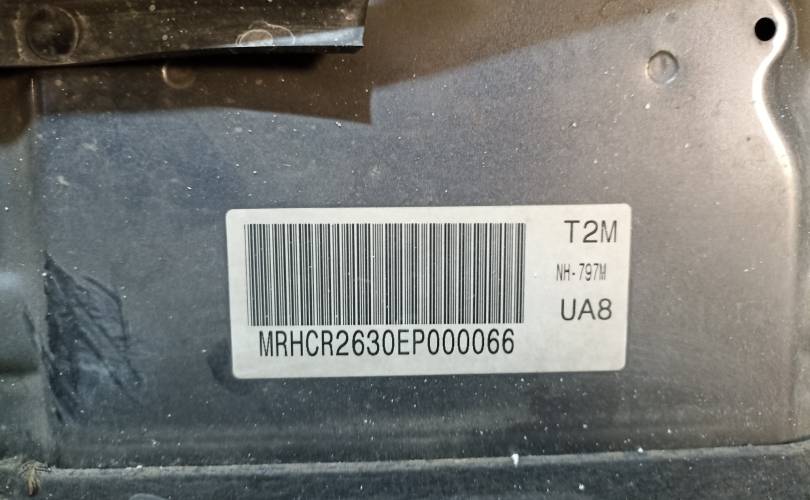 T2M
NH-797M
UA8
MRHCR2630EP000066